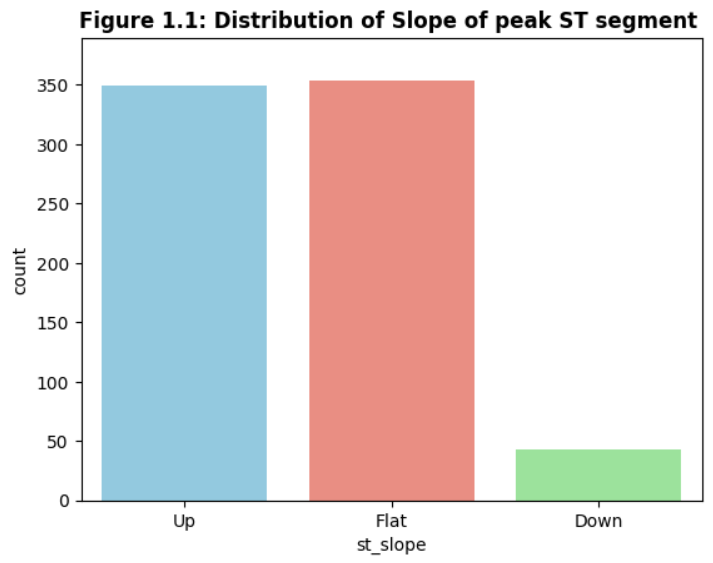 Figure 1.1: Distribution of Slope of peak ST segment
350
300
250
200
150
100
50
0
count
Up Flat Down
st_slope